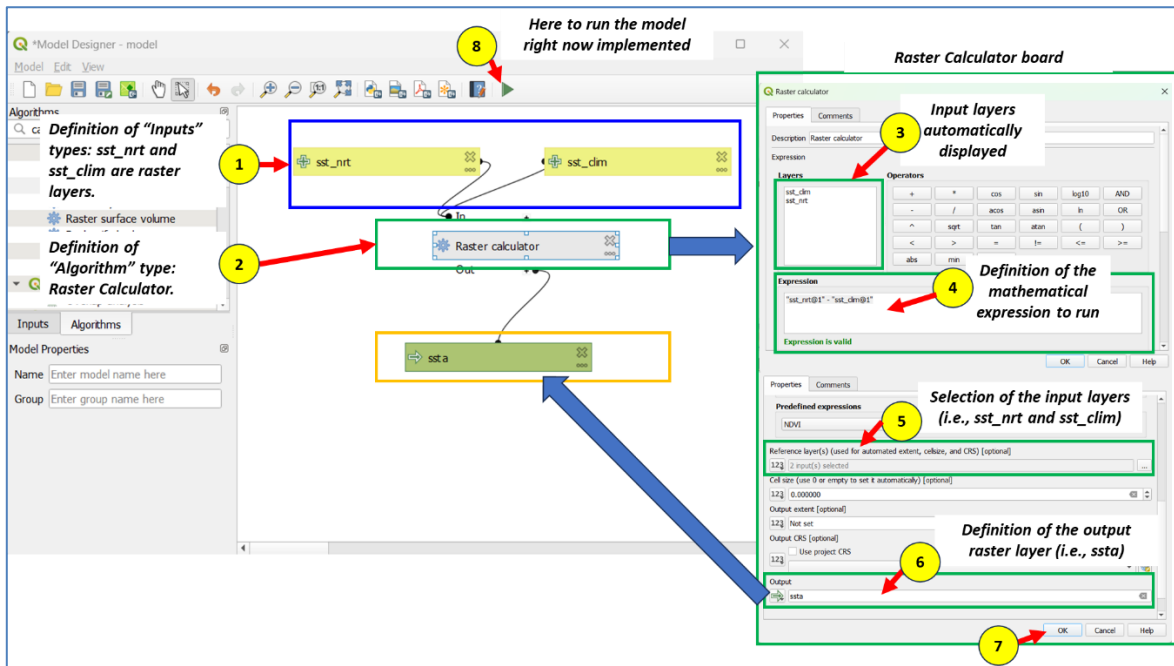 Here to run the model
right now implemented
8
*Model Designer - model
Model Edit View
Raster Calculator board
Algorithms
Definition of “Inputs”
types: sst_nrt and
sst_clim are raster
layers.
1
Raster surface volume
Definition of
“Algorithm” type:
Raster Calculator.
2
Inputs Algorithms
Model Properties
Name Enter model name here
Group Enter group name here
sst_nrt
sst_clim
In
Raster calculator
Out
ssta
Raster calculator
Properties Comments
Description Raster calculator
3
Input layers
automatically
displayed
Expression
Layers
sst_clim
sst_nrt
Operators
+ * cos sin log10 AND
- / acos asin ln OR
^ sqrt tan atan ( )
< > = != <= >=
abs min
Expression
"sst_nrt@1" - "sst_clim@1"
Expression is valid
4
Definition of the
mathematical
expression to run
OK Cancel Help
Properties Comments
Predefined expressions
NDVI
5
Selection of the input layers
(i.e., sst_nrt and sst_clim)
Reference layer(s) (used for automated extent, cellsize, and CRS) [optional]
123 2 input(s) selected ...
Cell size (use 0 or empty to set it automatically) [optional]
123 0.000000
Output extent [optional]
123 Not set
Output CRS [optional]
123 Use project CRS
6
Definition of the output
raster layer (i.e., ssta)
Output
ssta
7
OK Cancel Help